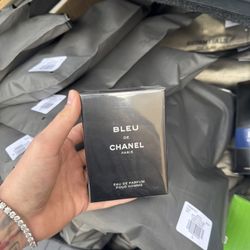 BLEU
DE
CHANEL
PARIS
EAU DE PARFUM
POUR HOMME